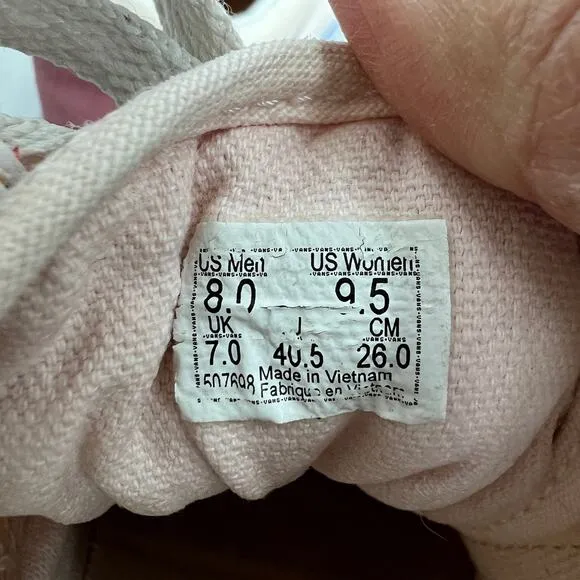 US Men US Women
8.0 9.5
UK CM
7.0 40.5 26.0
507698 Made in Vietnam
Fabriqué en Vietnam